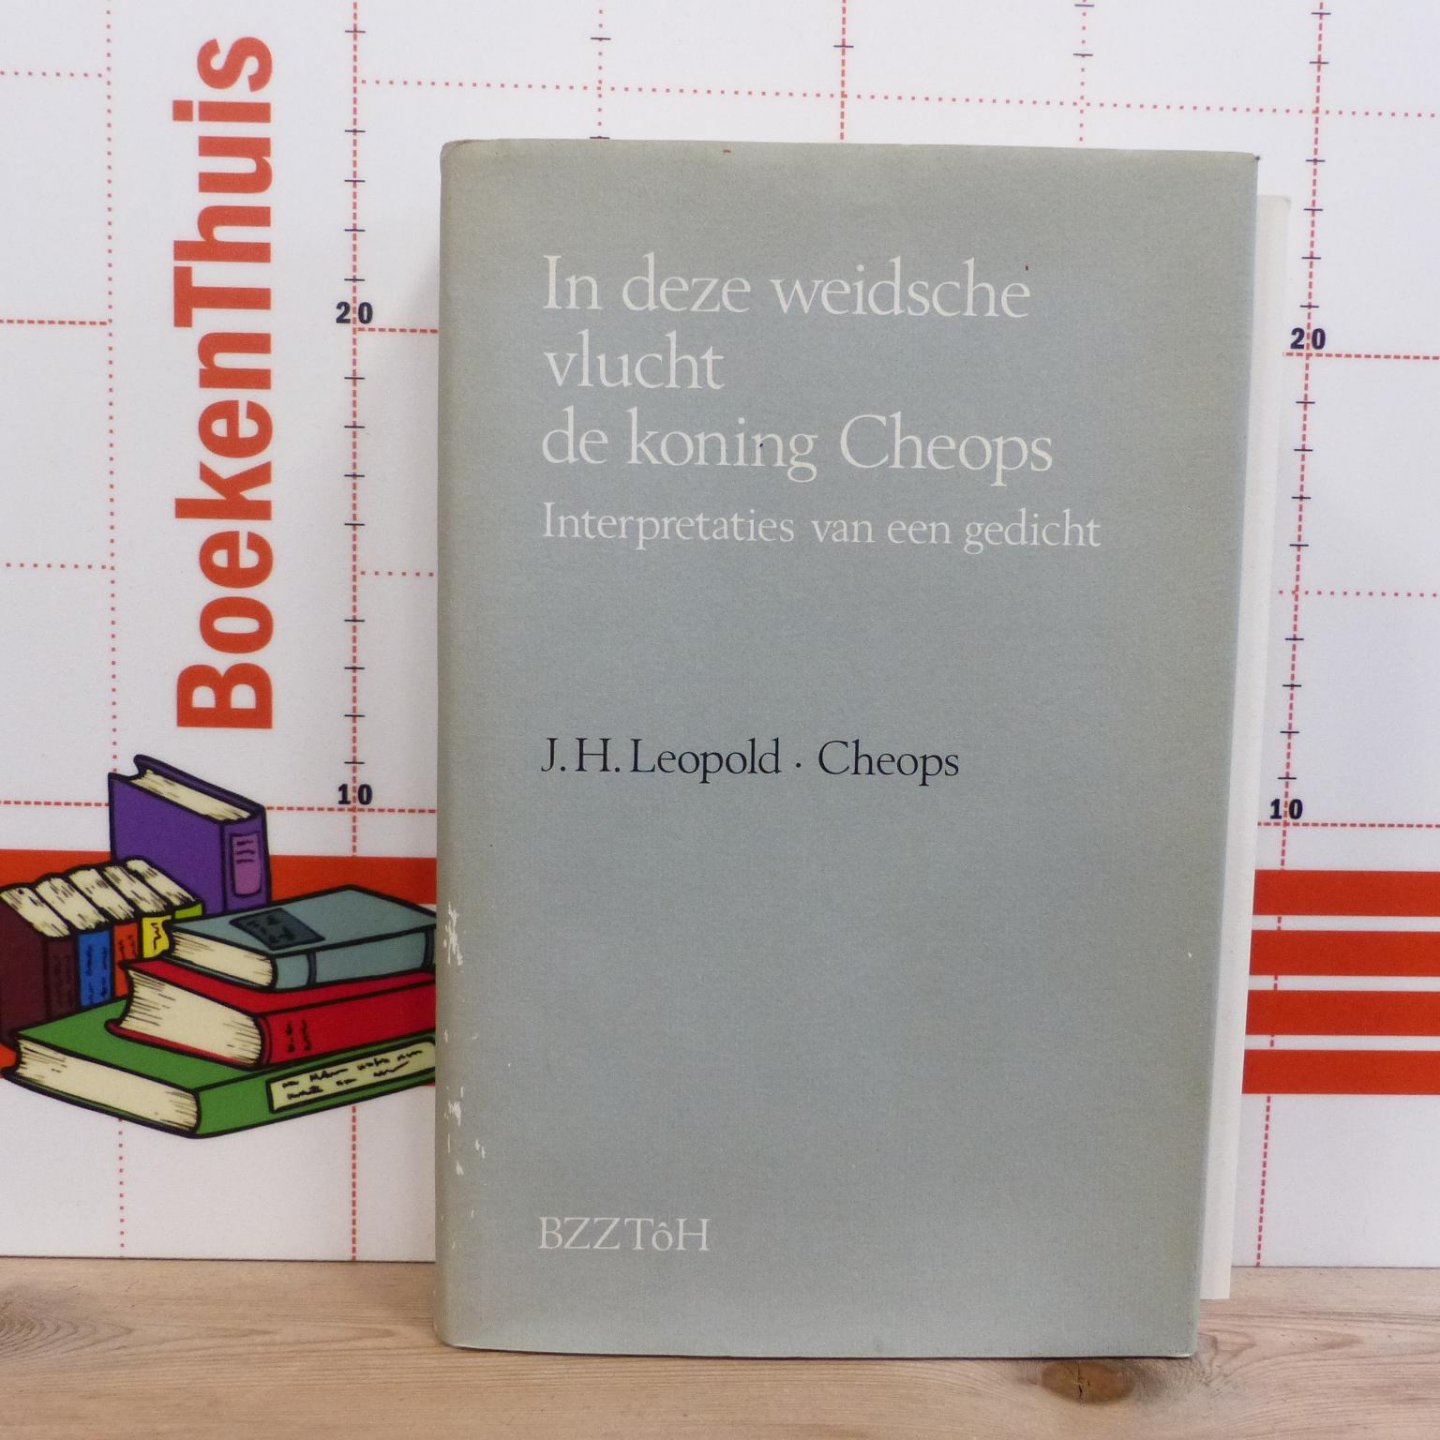 BoekenThuis
20
10
In deze weidsche
vlucht
de koning Cheops
Interpretaties van een gedicht
J. H. Leopold · Cheops
BZZTôH
20
10